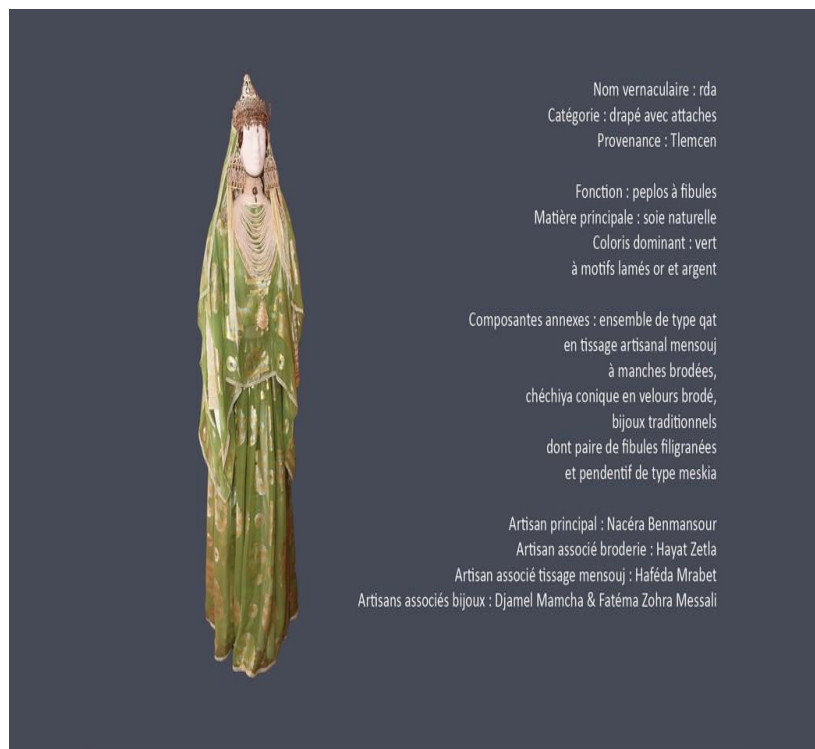 Nom vernaculaire : rda
Catégorie : drapé avec attaches
Provenance : Tlemcen
Fonction : peplos à fibules
Matière principale : soie naturelle
Coloris dominant : vert
à motifs lamés or et argent
Composantes annexes : ensemble de type qat
en tissage artisanal mensouj
à manches brodées,
chéchiya conique en velours brodé,
bijoux traditionnels
dont paire de fibules filigranées
et pendentif de type meskia
Artisan principal : Nacéra Benmansour
Artisan associé broderie : Hayat Zetla
Artisan associé tissage mensouj : Haféda Mrabet
Artisans associés bijoux : Djamel Mamcha & Fatéma Zohra Messali